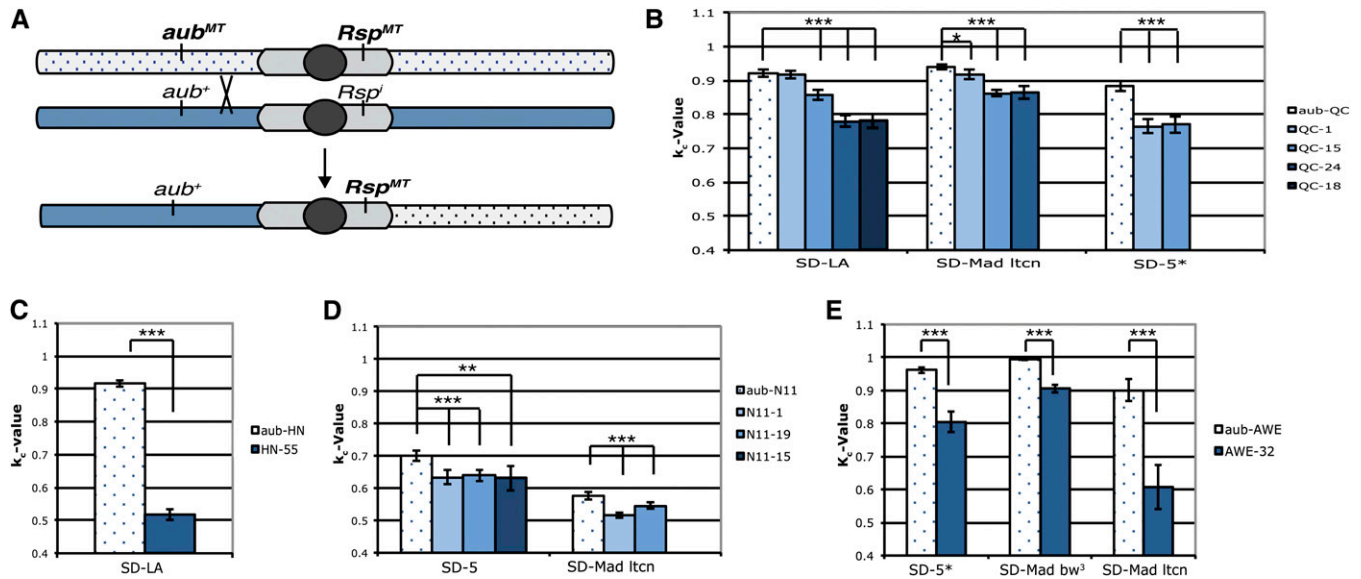 A
aub^MT
Rsp^MT
aub⁺
Rsp^i
aub⁺
Rsp^MT
B
k_c-Value
1.1
1
0.9
0.8
0.7
0.6
0.5
0.4
***
***
*
***
SD-LA
SD-Mad ltcn
SD-5*
aub-QC
QC-1
QC-15
QC-24
QC-18
C
k_c-value
1.1
1
0.9
0.8
0.7
0.6
0.5
0.4
***
SD-LA
aub-HN
HN-55
D
k_c-value
1.1
1
0.9
0.8
0.7
0.6
0.5
0.4
**
***
***
SD-5
SD-Mad ltcn
aub-N11
N11-1
N11-19
N11-15
E
K_c-Value
1.1
1
0.9
0.8
0.7
0.6
0.5
0.4
***
***
***
SD-5*
SD-Mad bw³
SD-Mad ltcn
aub-AWE
AWE-32